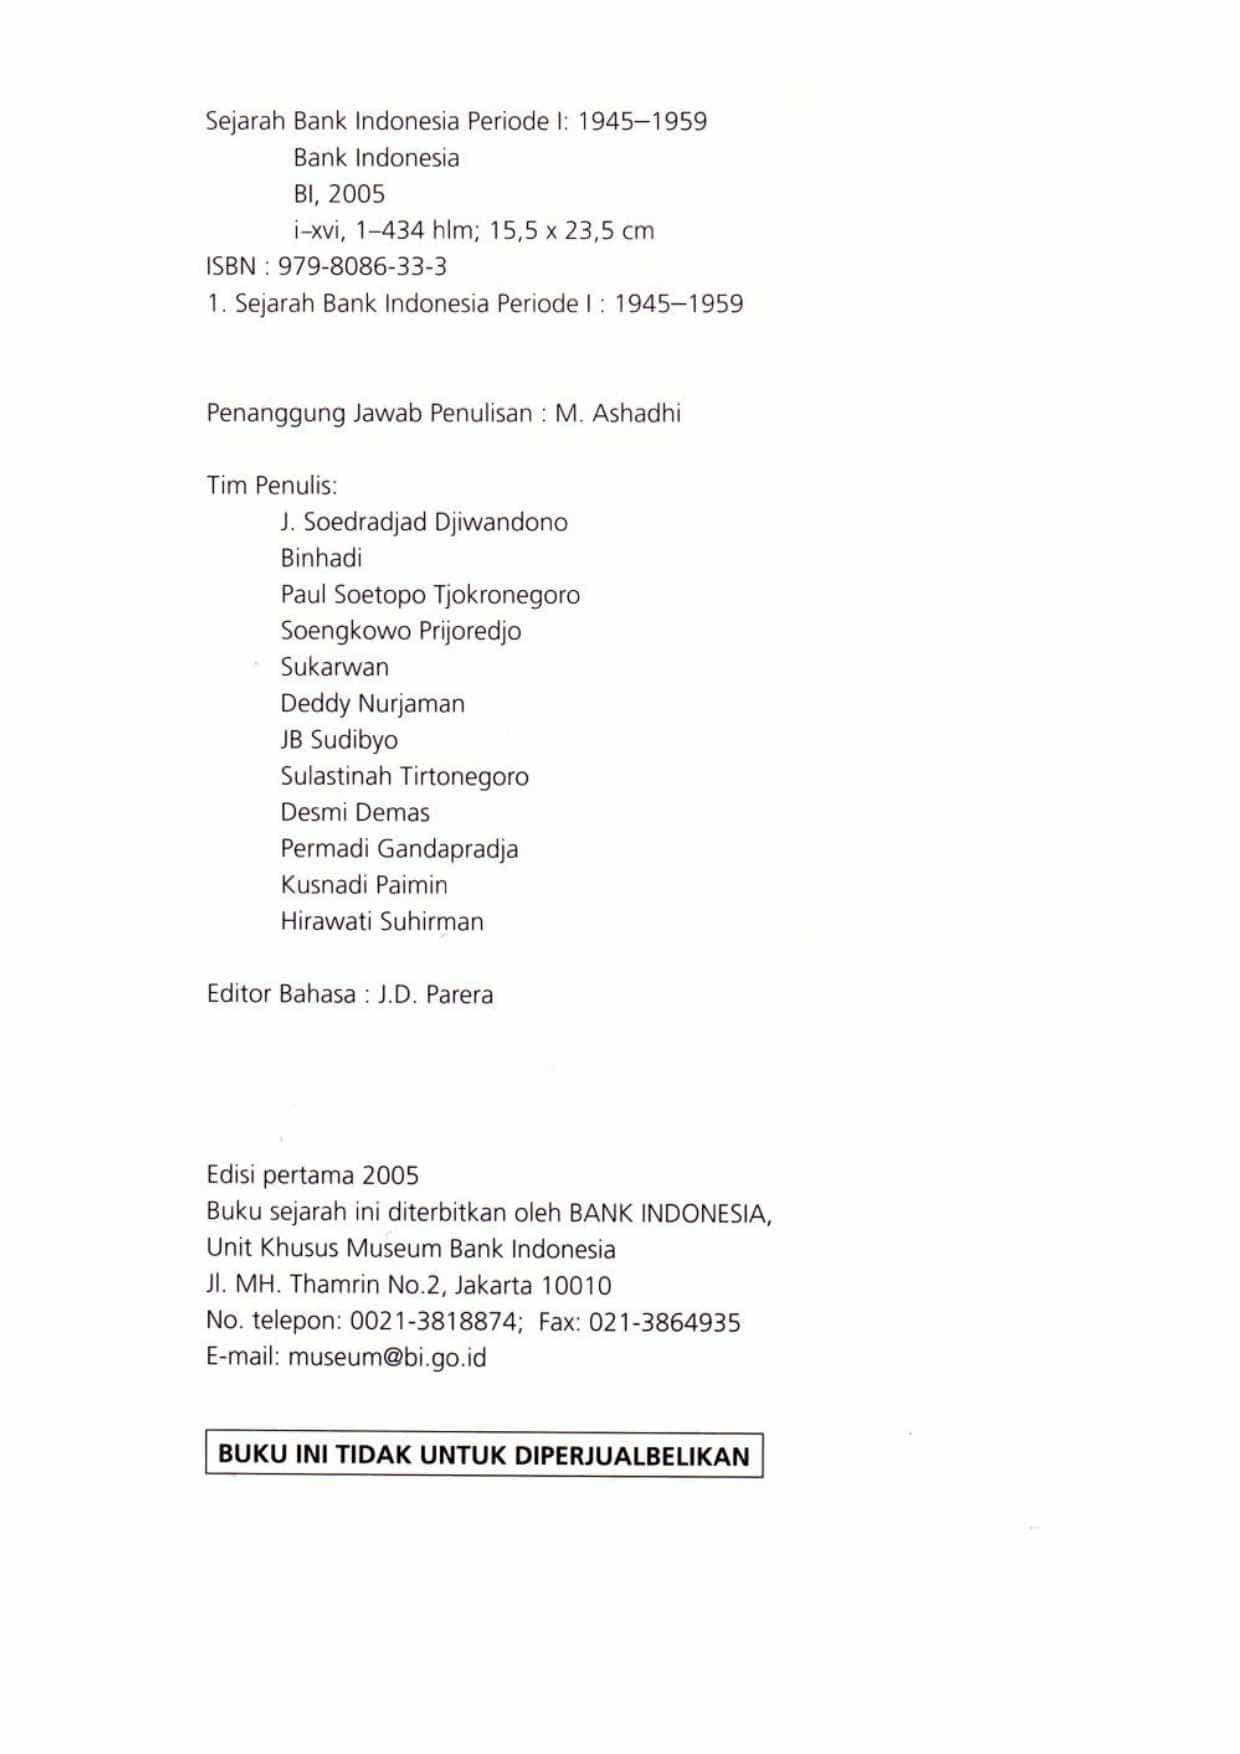 Sejarah Bank Indonesia Periode I: 1945–1959
Bank Indonesia
BI, 2005
i–xvi, 1–434 hlm; 15,5 x 23,5 cm
ISBN : 979-8086-33-3
1. Sejarah Bank Indonesia Periode I : 1945–1959
Penanggung Jawab Penulisan : M. Ashadhi
Tim Penulis:
J. Soedradjad Djiwandono
Binhadi
Paul Soetopo Tjokronegoro
Soengkowo Prijoredjo
Sukarwan
Deddy Nurjaman
JB Sudibyo
Sulastinah Tirtonegoro
Desmi Demas
Permadi Gandapradja
Kusnadi Paimin
Hirawati Suhirman
Editor Bahasa : J.D. Parera
Edisi pertama 2005
Buku sejarah ini diterbitkan oleh BANK INDONESIA,
Unit Khusus Museum Bank Indonesia
Jl. MH. Thamrin No.2, Jakarta 10010
No. telepon: 0021-3818874; Fax: 021-3864935
E-mail: museum@bi.go.id
BUKU INI TIDAK UNTUK DIPERJUALBELIKAN